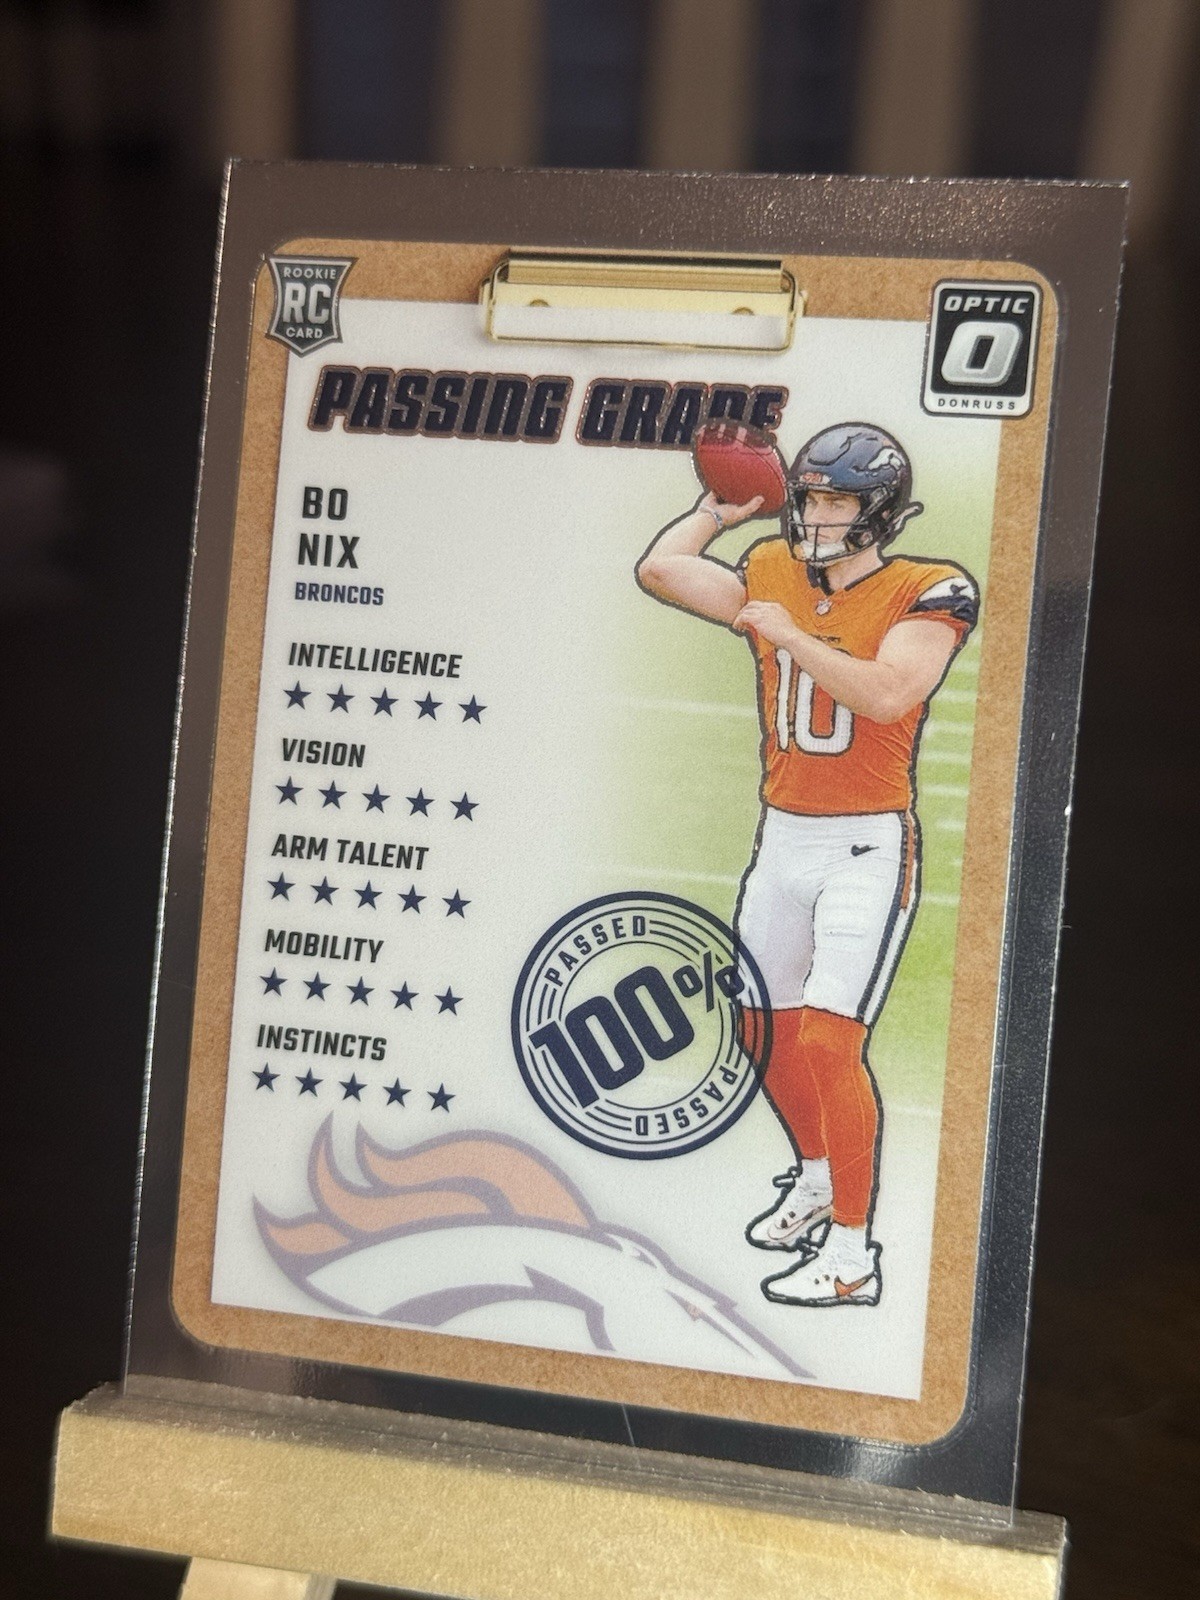 ROOKIE
RC
CARD
OPTIC
O
DONRUSS
PASSING GRADE
BO
NIX
BRONCOS
INTELLIGENCE
★ ★ ★ ★ ★
VISION
★ ★ ★ ★ ★
ARM TALENT
★ ★ ★ ★ ★
MOBILITY
★ ★ ★ ★ ★
INSTINCTS
★ ★ ★ ★ ★
10
PASSED
100%
PASSED